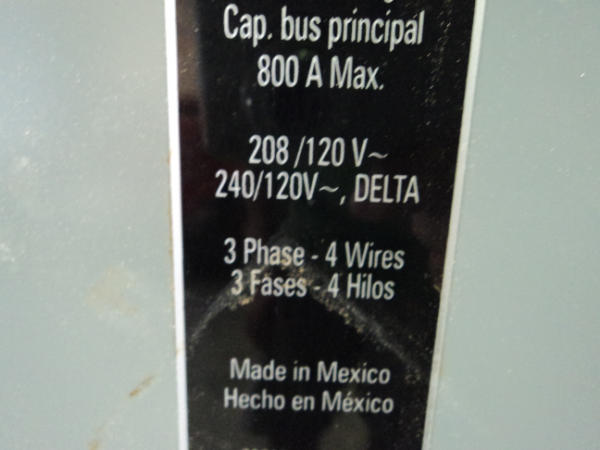 Cap. bus principal
800 A Max.
208 /120 V~
240/120V~, DELTA
3 Phase - 4 Wires
3 Fases - 4 Hilos
Made in Mexico
Hecho en México